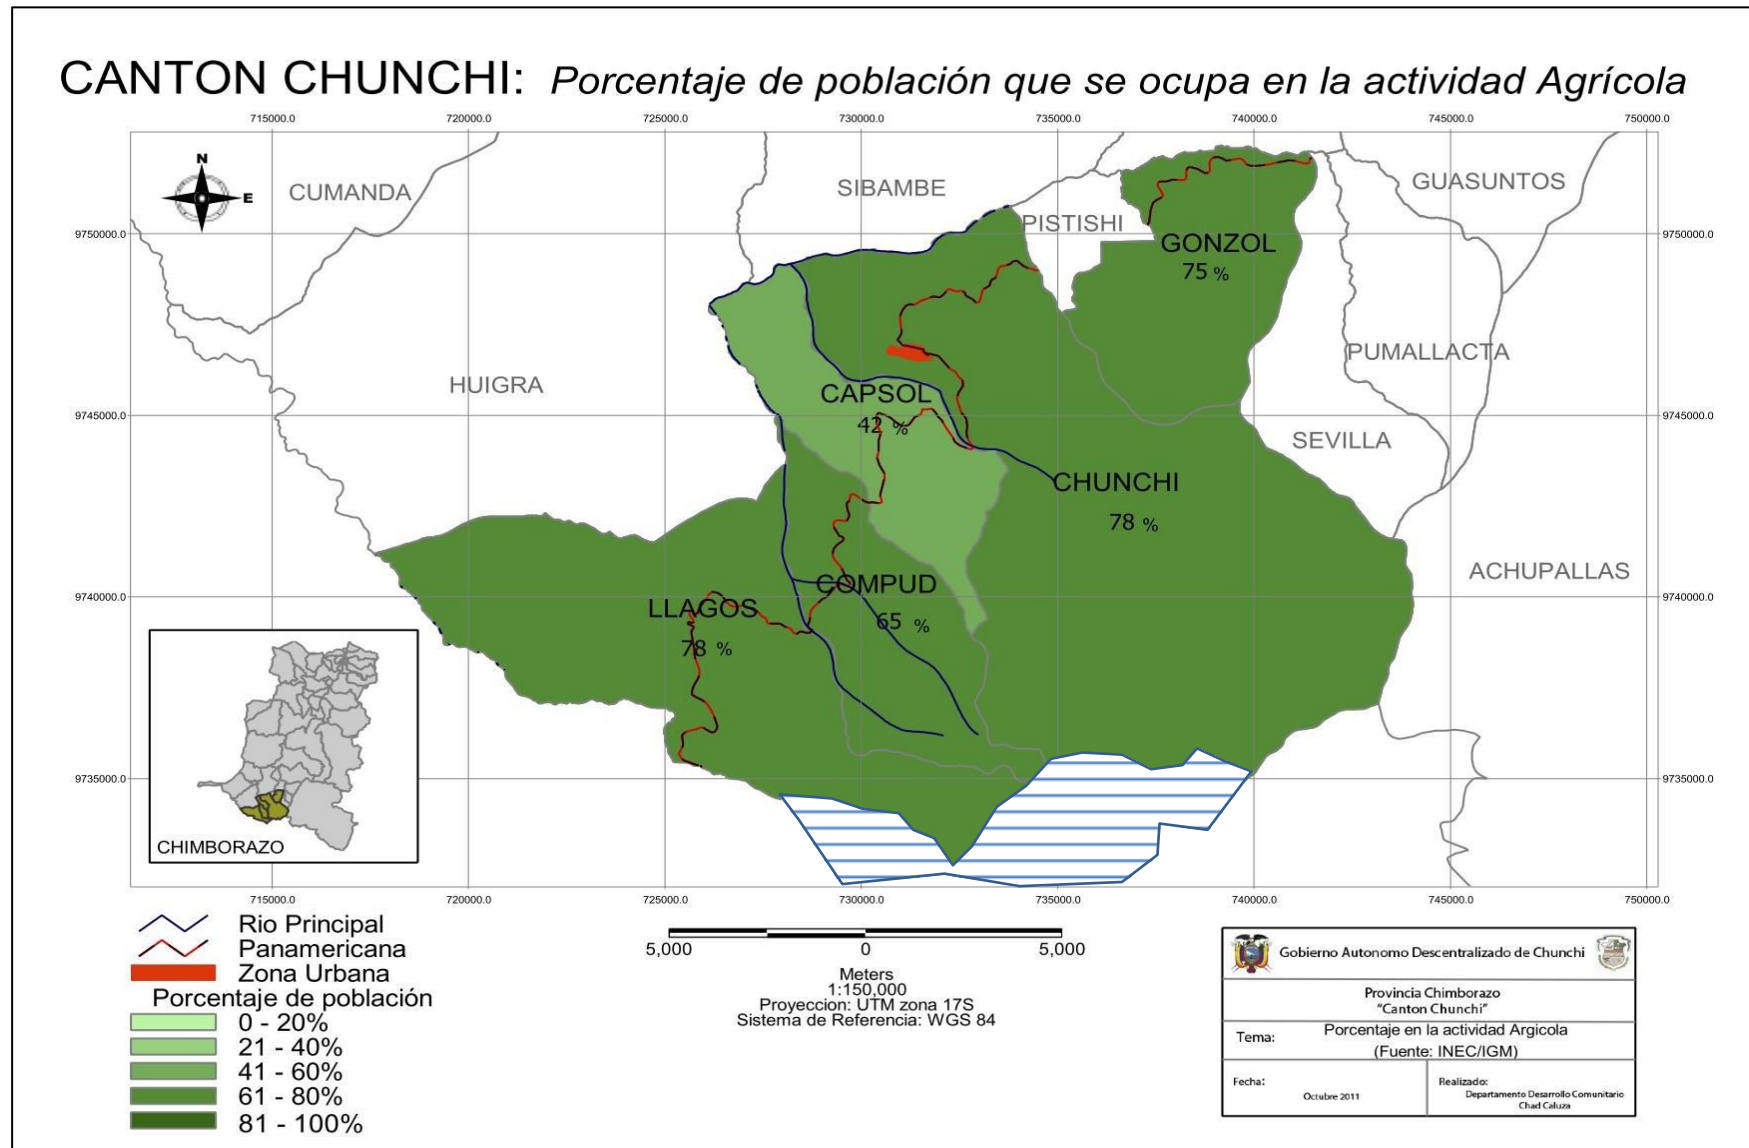 CANTON CHUNCHI: Porcentaje de población que se ocupa en la actividad Agrícola
715000.0 720000.0 725000.0 730000.0 735000.0 740000.0 745000.0 750000.0
N
E
CUMANDA
SIBAMBE
GUASUNTOS
PISTISHI
9750000.0
GONZOL
9750000.0
75 %
PUMALLACTA
HUIGRA
CAPSOL
9745000.0
42 %
9745000.0
SEVILLA
CHUNCHI
78 %
ACHUPALLAS
COMPUD
9740000.0
LLAGOS
9740000.0
65 %
78 %
9735000.0
9735000.0
CHIMBORAZO
715000.0 720000.0 725000.0 730000.0 735000.0 740000.0 745000.0 750000.0
Rio Principal
Panamericana
Zona Urbana
Porcentaje de población
0 - 20%
21 - 40%
41 - 60%
61 - 80%
81 - 100%
5,000 0 5,000
Meters
1:150,000
Proyeccion: UTM zona 17S
Sistema de Referencia: WGS 84
Gobierno Autonomo Descentralizado de Chunchi
Provincia Chimborazo
"Canton Chunchi"
Tema: Porcentaje en la actividad Argicola
(Fuente: INEC/IGM)
Fecha:
Octubre 2011
Realizado:
Departamento Desarrollo Comunitario
Chad Caluza